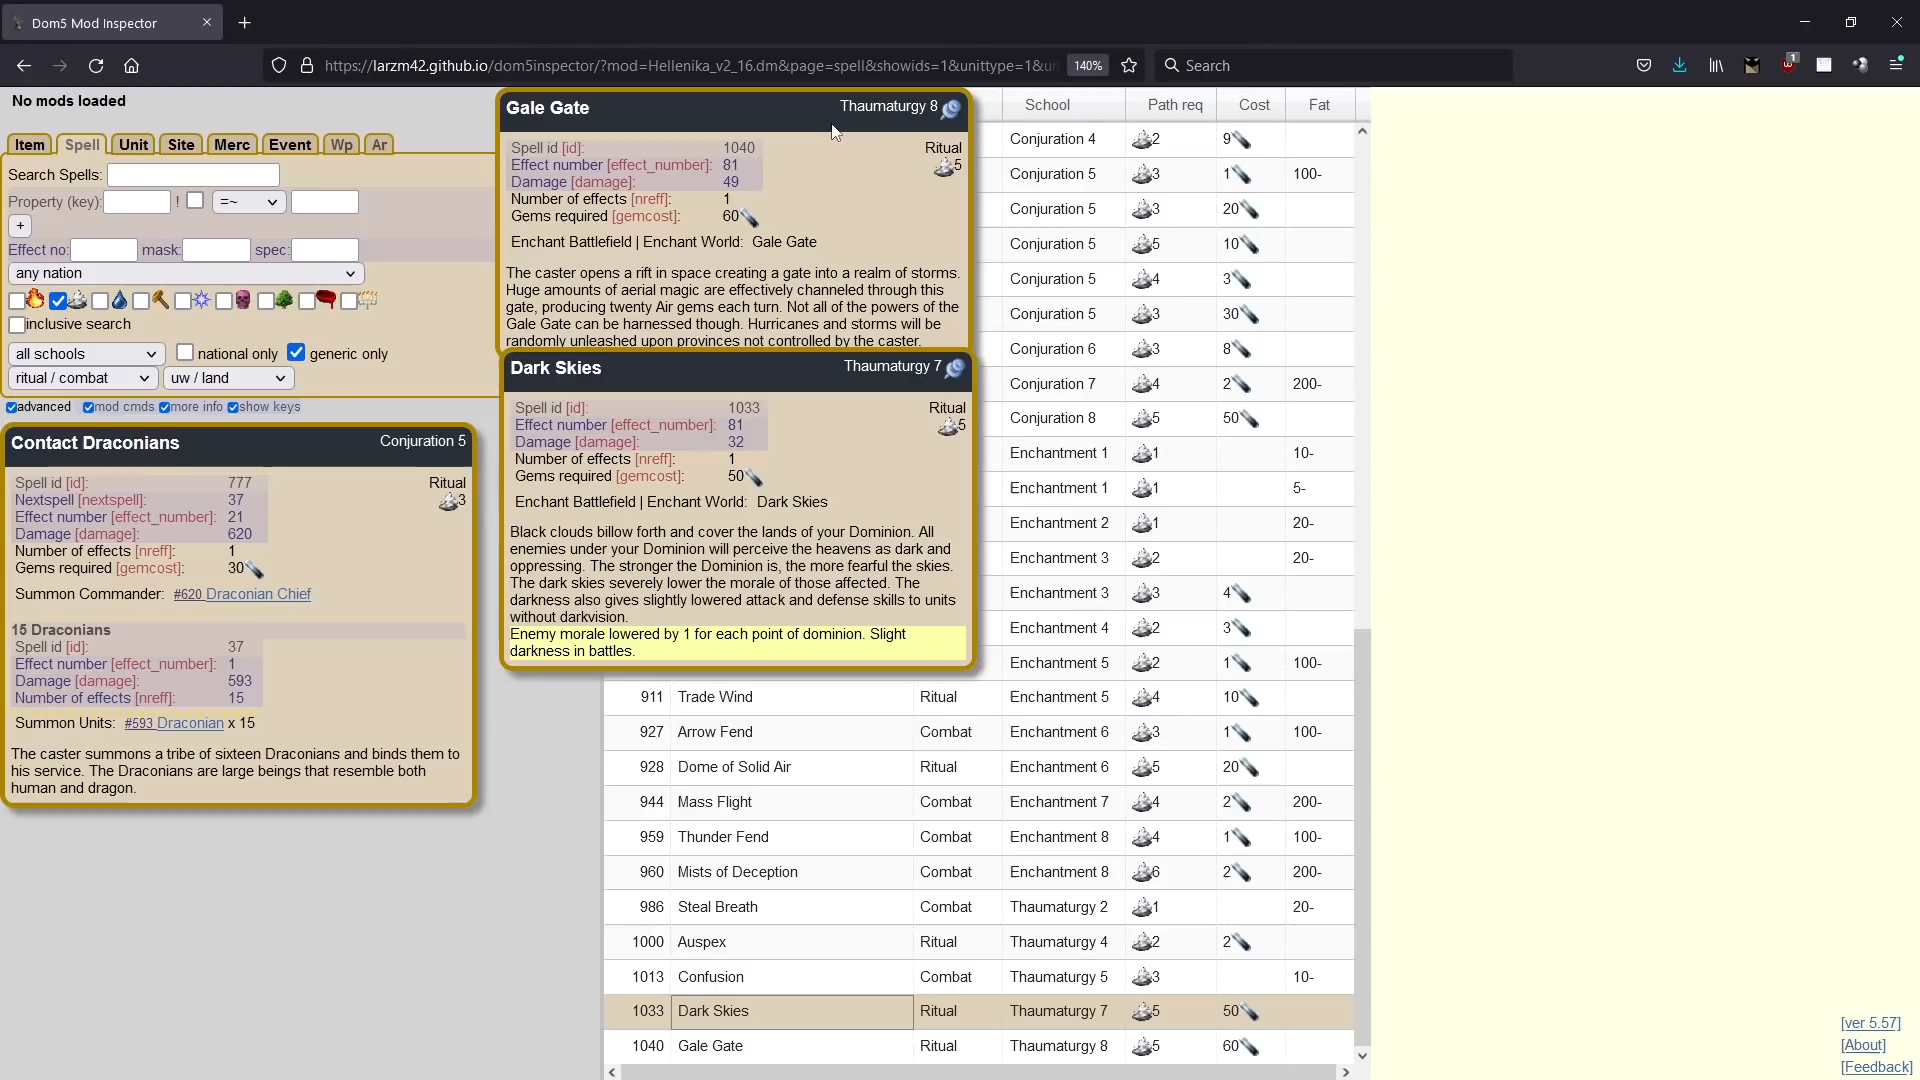 Dom5 Mod Inspector
https://larzm42.github.io/dom5inspector/?mod=Hellenika_v2_16.dm&page=spell&showids=1&unittype=1&un
140%
Search
1
No mods loaded
Item
Spell
Unit
Site
Merc
Event
Wp
Ar
Search Spells:
Property (key):
!
=~
+
Effect no:
mask:
spec:
any nation
inclusive search
all schools
national only
generic only
ritual / combat
uw / land
advanced
mod cmds
more info
show keys
Contact Draconians
Conjuration 5
Spell id [id]: 777
Ritual
Nextspell [nextspell]: 37
3
Effect number [effect_number]: 21
Damage [damage]: 620
Number of effects [nreff]: 1
Gems required [gemcost]: 30
Summon Commander: #620 Draconian Chief
15 Draconians
Spell id [id]: 37
Effect number [effect_number]: 1
Damage [damage]: 593
Number of effects [nreff]: 15
Summon Units: #593 Draconian x 15
The caster summons a tribe of sixteen Draconians and binds them to
his service. The Draconians are large beings that resemble both
human and dragon.
Gale Gate
Thaumaturgy 8
Spell id [id]: 1040
Ritual
Effect number [effect_number]: 81
5
Damage [damage]: 49
Number of effects [nreff]: 1
Gems required [gemcost]: 60
Enchant Battlefield | Enchant World: Gale Gate
The caster opens a rift in space creating a gate into a realm of storms.
Huge amounts of aerial magic are effectively channeled through this
gate, producing twenty Air gems each turn. Not all of the powers of the
Gale Gate can be harnessed though. Hurricanes and storms will be
randomly unleashed upon provinces not controlled by the caster.
Dark Skies
Thaumaturgy 7
Spell id [id]: 1033
Ritual
Effect number [effect_number]: 81
5
Damage [damage]: 32
Number of effects [nreff]: 1
Gems required [gemcost]: 50
Enchant Battlefield | Enchant World: Dark Skies
Black clouds billow forth and cover the lands of your Dominion. All
enemies under your Dominion will perceive the heavens as dark and
oppressing. The stronger the Dominion is, the more fearful the skies.
The dark skies severely lower the morale of those affected. The
darkness also gives slightly lowered attack and defense skills to units
without darkvision.
Enemy morale lowered by 1 for each point of dominion. Slight
darkness in battles.
School Path req Cost Fat
Conjuration 4 2 9
Conjuration 5 3 1 100-
Conjuration 5 3 20
Conjuration 5 5 10
Conjuration 5 4 3
Conjuration 5 3 30
Conjuration 6 3 8
Conjuration 7 4 2 200-
Conjuration 8 5 50
Enchantment 1 1 10-
Enchantment 1 1 5-
Enchantment 2 1 20-
Enchantment 3 2 20-
Enchantment 3 3 4
Enchantment 4 2 3
Enchantment 5 2 1 100-
911 Trade Wind Ritual Enchantment 5 4 10
927 Arrow Fend Combat Enchantment 6 3 1 100-
928 Dome of Solid Air Ritual Enchantment 6 5 20
944 Mass Flight Combat Enchantment 7 4 2 200-
959 Thunder Fend Combat Enchantment 8 4 1 100-
960 Mists of Deception Combat Enchantment 8 6 2 200-
986 Steal Breath Combat Thaumaturgy 2 1 20-
1000 Auspex Ritual Thaumaturgy 4 2 2
1013 Confusion Combat Thaumaturgy 5 3 10-
1033 Dark Skies Ritual Thaumaturgy 7 5 50
1040 Gale Gate Ritual Thaumaturgy 8 5 60
[ver 5.57]
[About]
[Feedback]